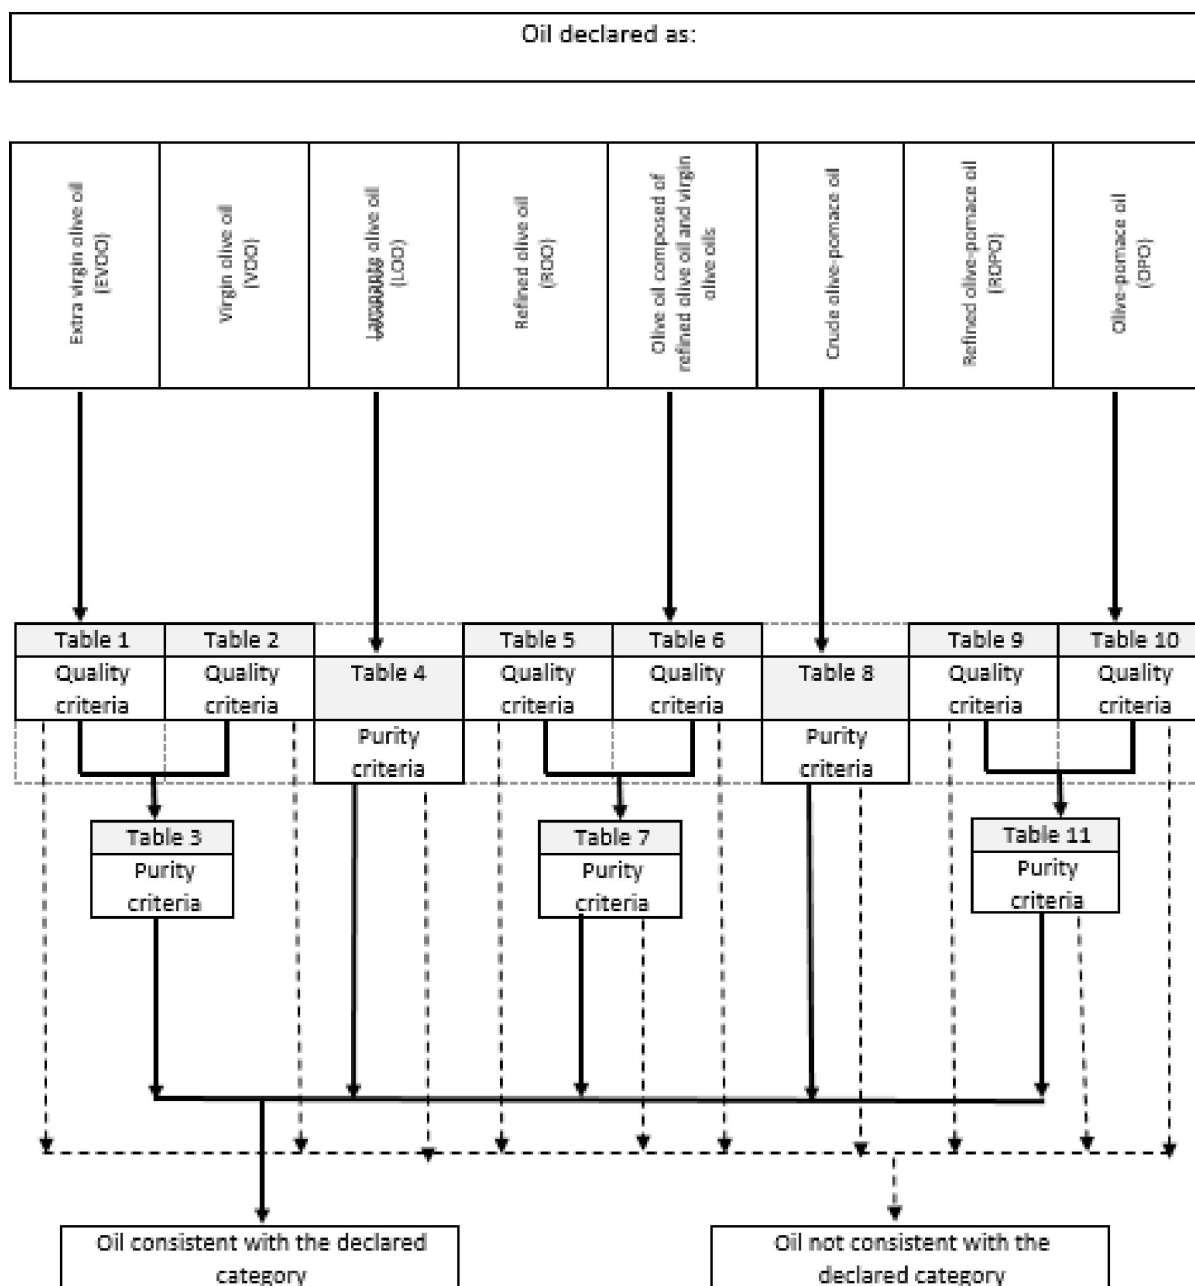 Oil declared as:
Extra virgin olive oil
(EVOO)
Virgin olive oil
(VOO)
Lampante olive oil
(LOO)
Refined olive oil
(ROO)
Olive oil composed of
refined olive oil and virgin
olive oils
Crude olive-pomace oil
Refined olive-pomace oil
(ROPO)
Olive-pomace oil
(OPO)
Table 1
Quality
criteria
Table 2
Quality
criteria
Table 4
Purity
criteria
Table 5
Quality
criteria
Table 6
Quality
criteria
Table 8
Purity
criteria
Table 9
Quality
criteria
Table 10
Quality
criteria
Table 3
Purity
criteria
Table 7
Purity
criteria
Table 11
Purity
criteria
Oil consistent with the declared
category
Oil not consistent with the
declared category